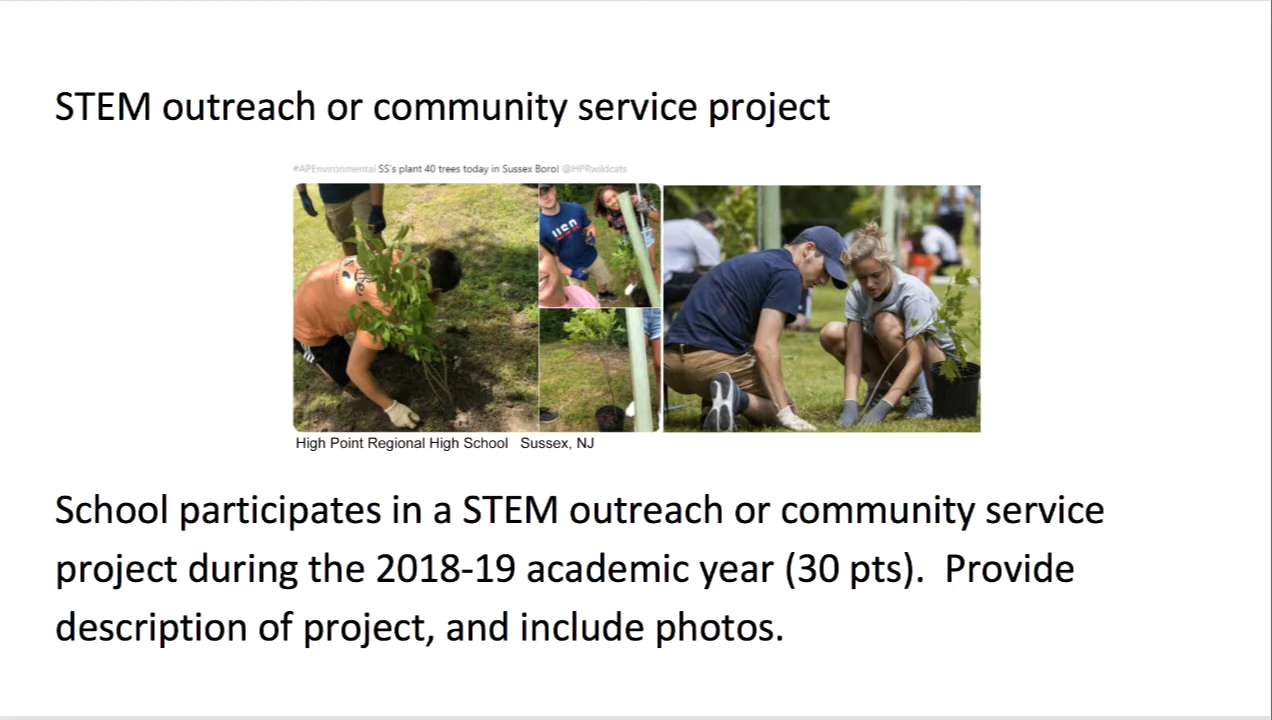 STEM outreach or community service project
#APEnvironmental SS's plant 40 trees today in Sussex Boro! @HPRwildcats
USA
High Point Regional High School Sussex, NJ
School participates in a STEM outreach or community service
project during the 2018-19 academic year (30 pts). Provide
description of project, and include photos.